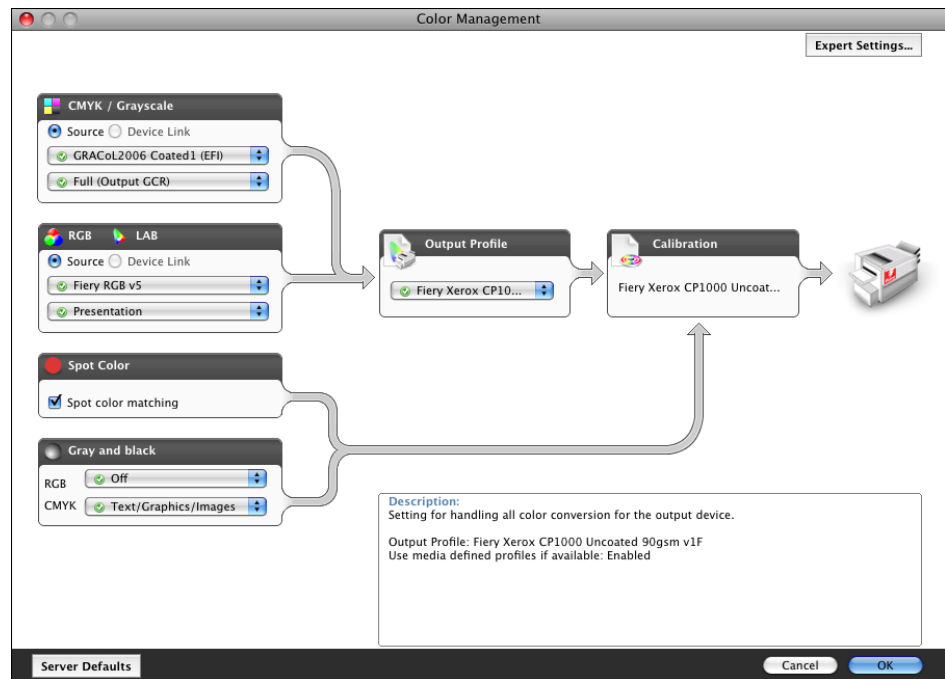 Color Management
Expert Settings...
CMYK / Grayscale
Source Device Link
GRACoL2006 Coated1 (EFI)
Full (Output GCR)
RGB LAB
Source Device Link
Fiery RGB v5
Presentation
Output Profile
Fiery Xerox CP10...
Calibration
Fiery Xerox CP1000 Uncoat...
Spot Color
Spot color matching
Gray and black
RGB Off
CMYK Text/Graphics/Images
Description:
Setting for handling all color conversion for the output device.
Output Profile: Fiery Xerox CP1000 Uncoated 90gsm v1F
Use media defined profiles if available: Enabled
Server Defaults
Cancel
OK